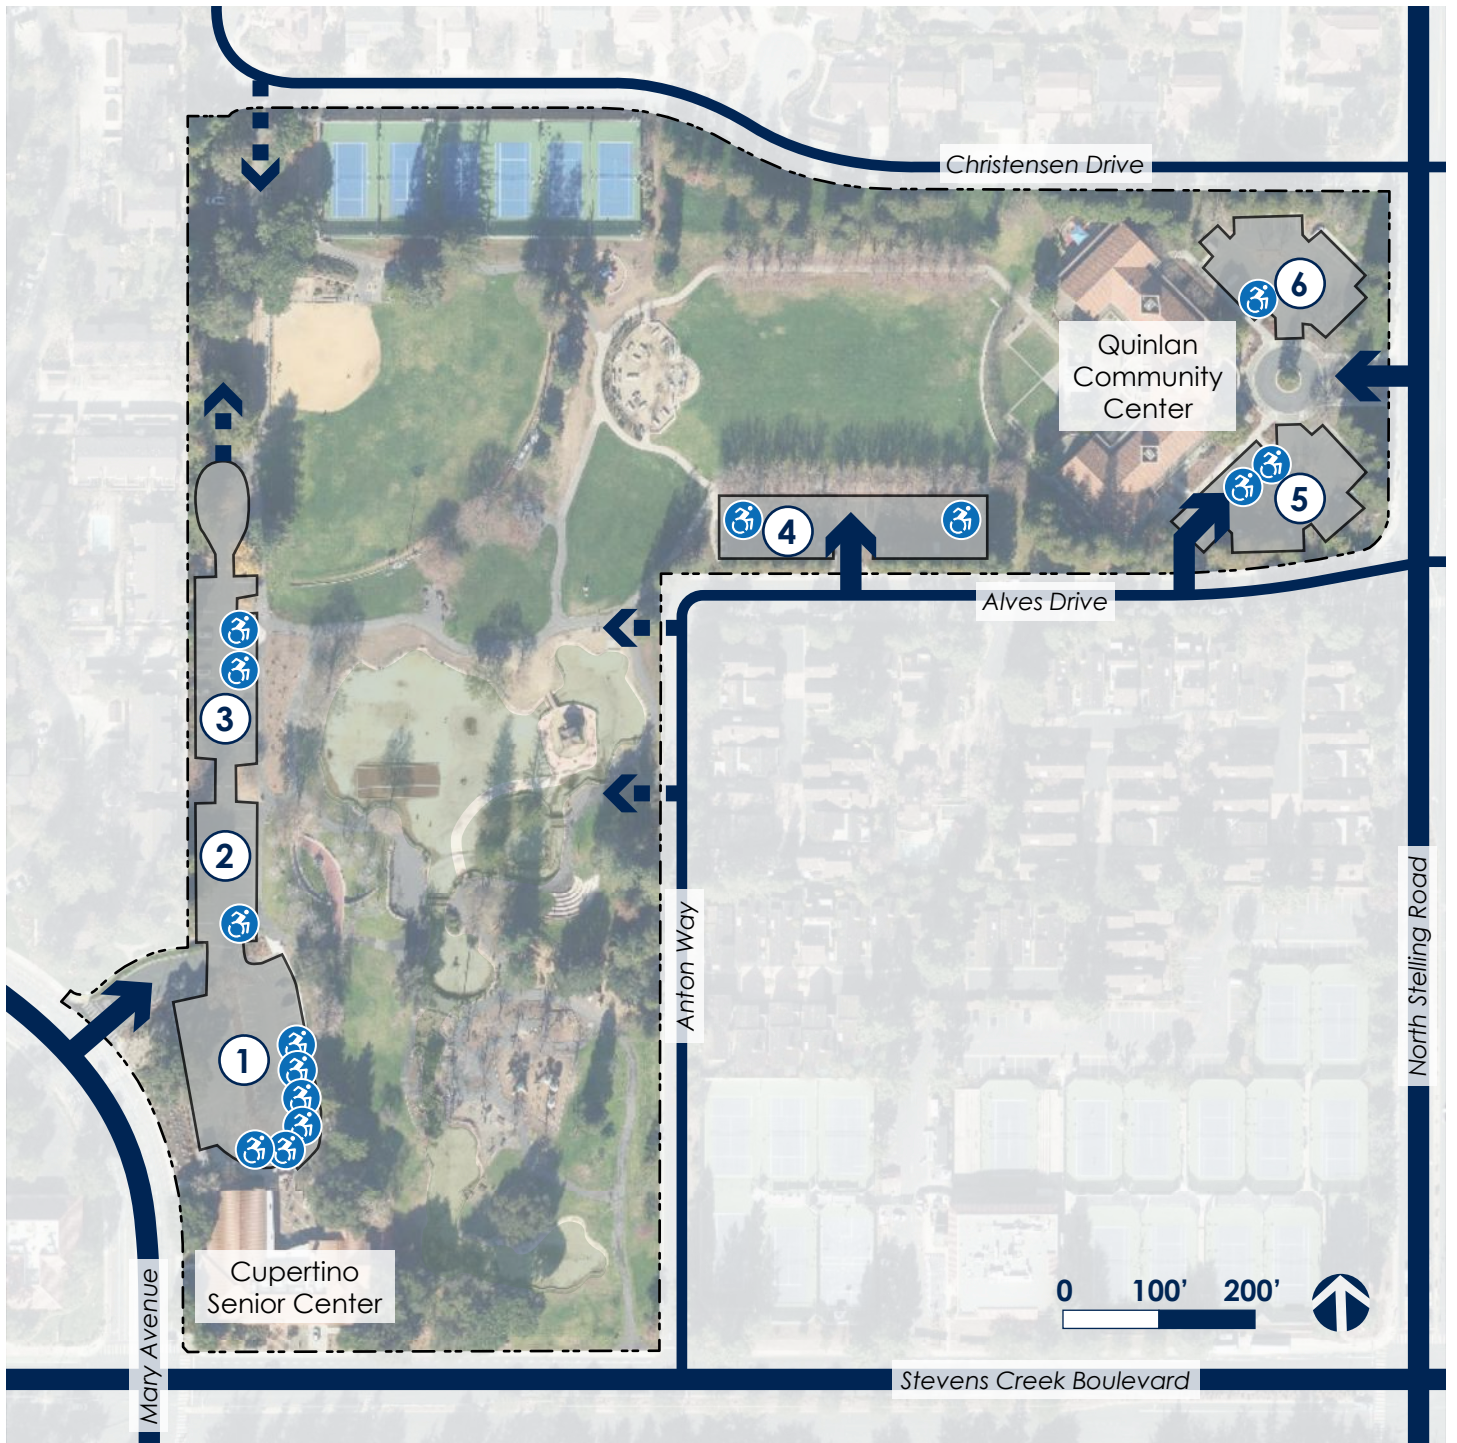 Christensen Drive
6
Quinlan
Community
Center
5
4
Alves Drive
3
2
Anton Way
North Stelling Road
1
Cupertino
Senior Center
Mary Avenue
0 100’ 200’
Stevens Creek Boulevard